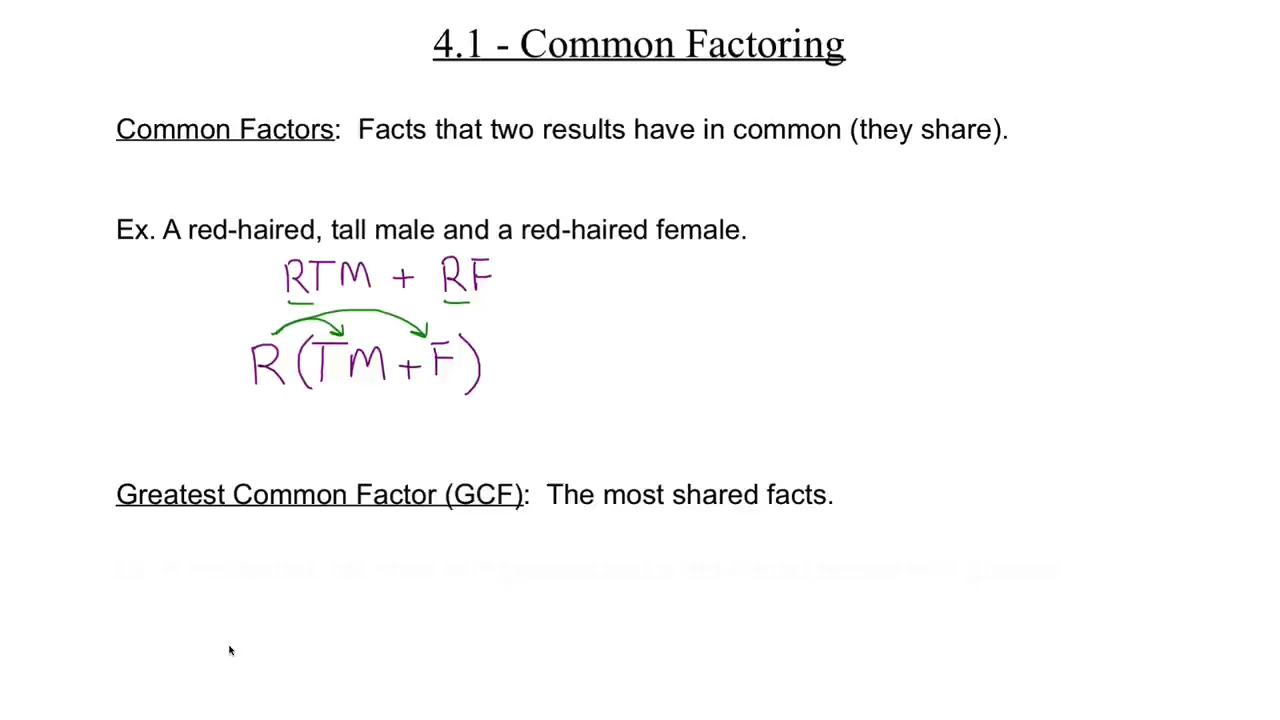 4.1 - Common Factoring
Common Factors: Facts that two results have in common (they share).
Ex. A red-haired, tall male and a red-haired female.
RTM + RF
R(TM+F)
Greatest Common Factor (GCF): The most shared facts.